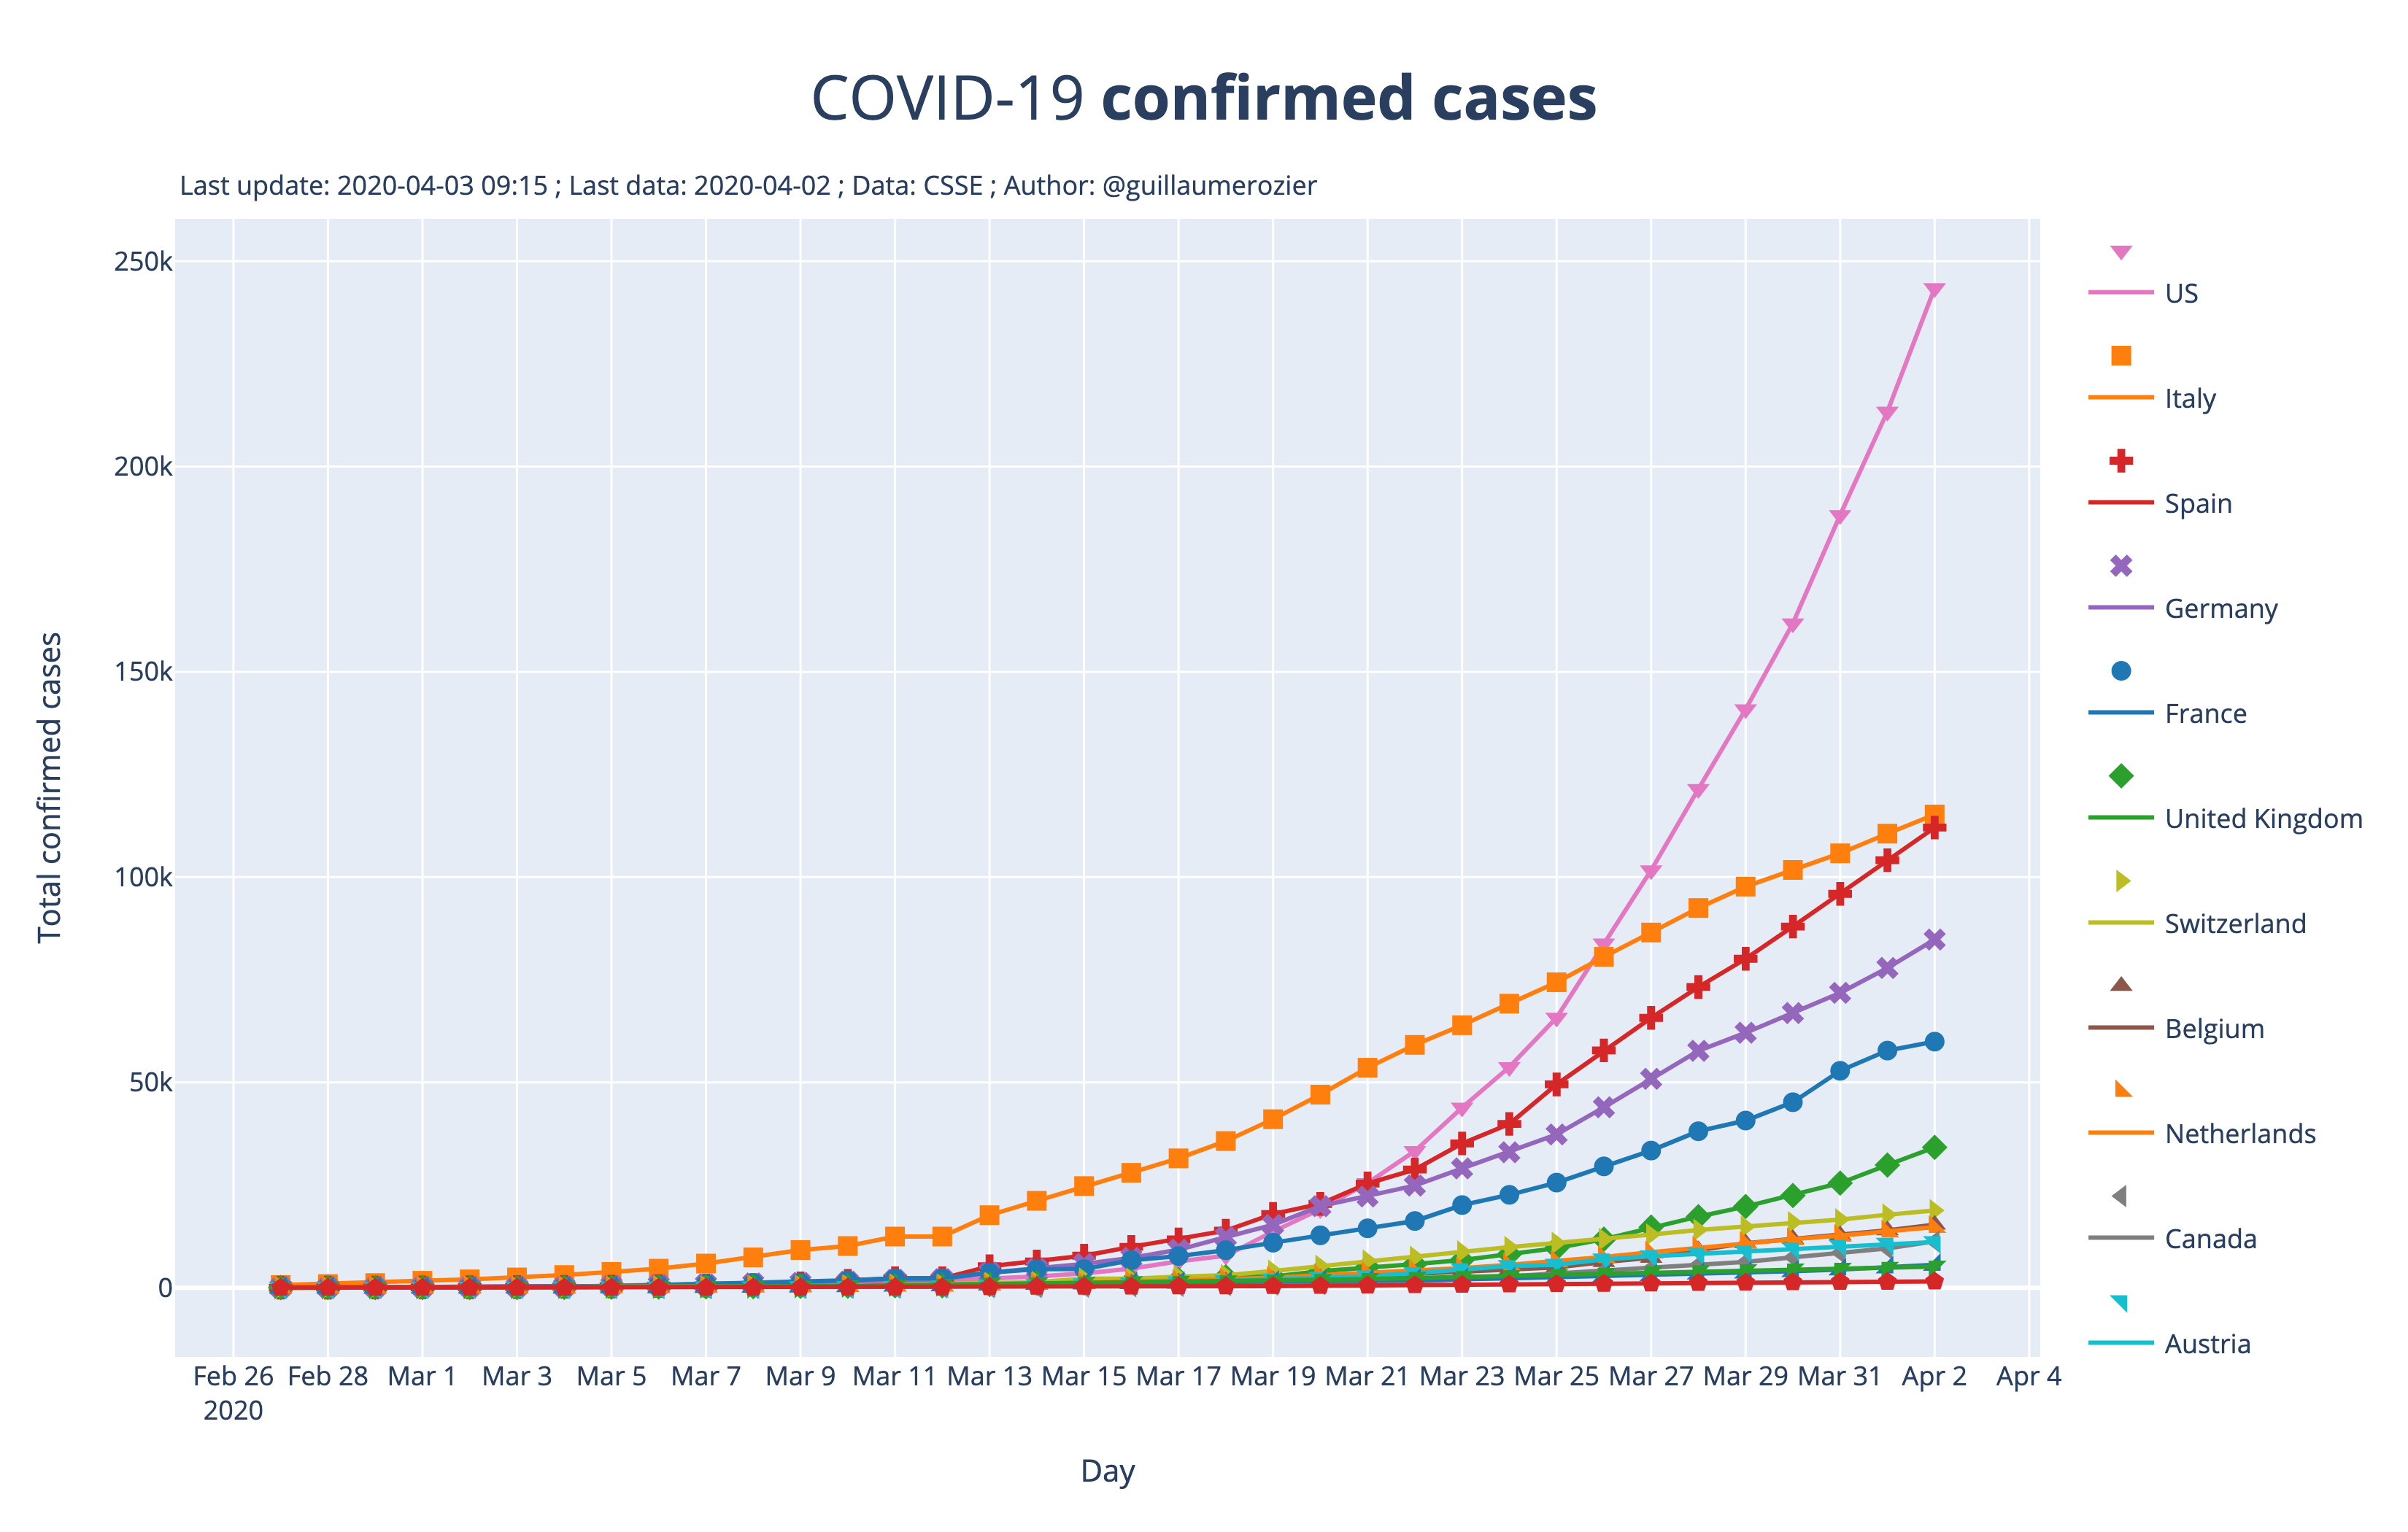 COVID-19 confirmed cases
Last update: 2020-04-03 09:15 ; Last data: 2020-04-02 ; Data: CSSE ; Author: @guillaumerozier
250k
200k
150k
100k
50k
0
Total confirmed cases
Feb 26 Feb 28 Mar 1 Mar 3 Mar 5 Mar 7 Mar 9 Mar 11 Mar 13 Mar 15 Mar 17 Mar 19 Mar 21 Mar 23 Mar 25 Mar 27 Mar 29 Mar 31 Apr 2 Apr 4
2020
Day
US
Italy
Spain
Germany
France
United Kingdom
Switzerland
Belgium
Netherlands
Canada
Austria